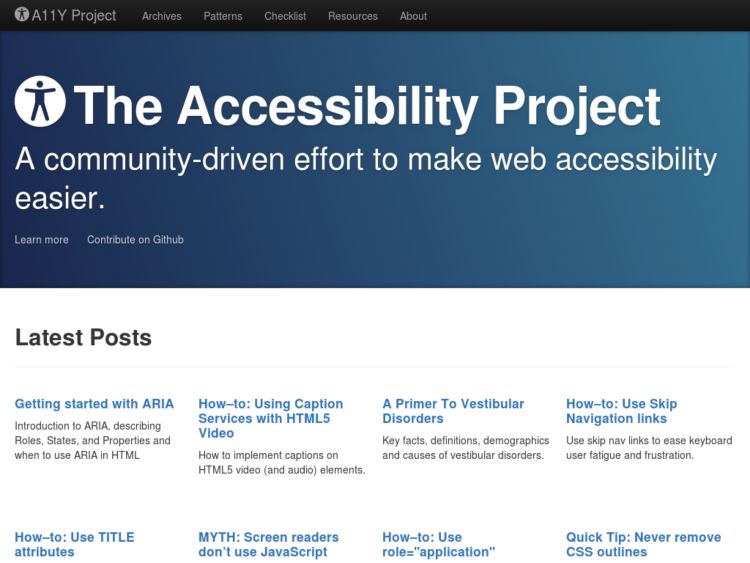 A11Y Project Archives Patterns Checklist Resources About
The Accessibility Project
A community-driven effort to make web accessibility
easier.
Learn more Contribute on Github
Latest Posts
Getting started with ARIA
Introduction to ARIA, describing
Roles, States, and Properties and
when to use ARIA in HTML
How–to: Using Caption
Services with HTML5
Video
How to implement captions on
HTML5 video (and audio) elements.
A Primer To Vestibular
Disorders
Key facts, definitions, demographics
and causes of vestibular disorders.
How–to: Use Skip
Navigation links
Use skip nav links to ease keyboard
user fatigue and frustration.
How–to: Use TITLE
attributes
MYTH: Screen readers
don’t use JavaScript
How–to: Use
role="application"
Quick Tip: Never remove
CSS outlines